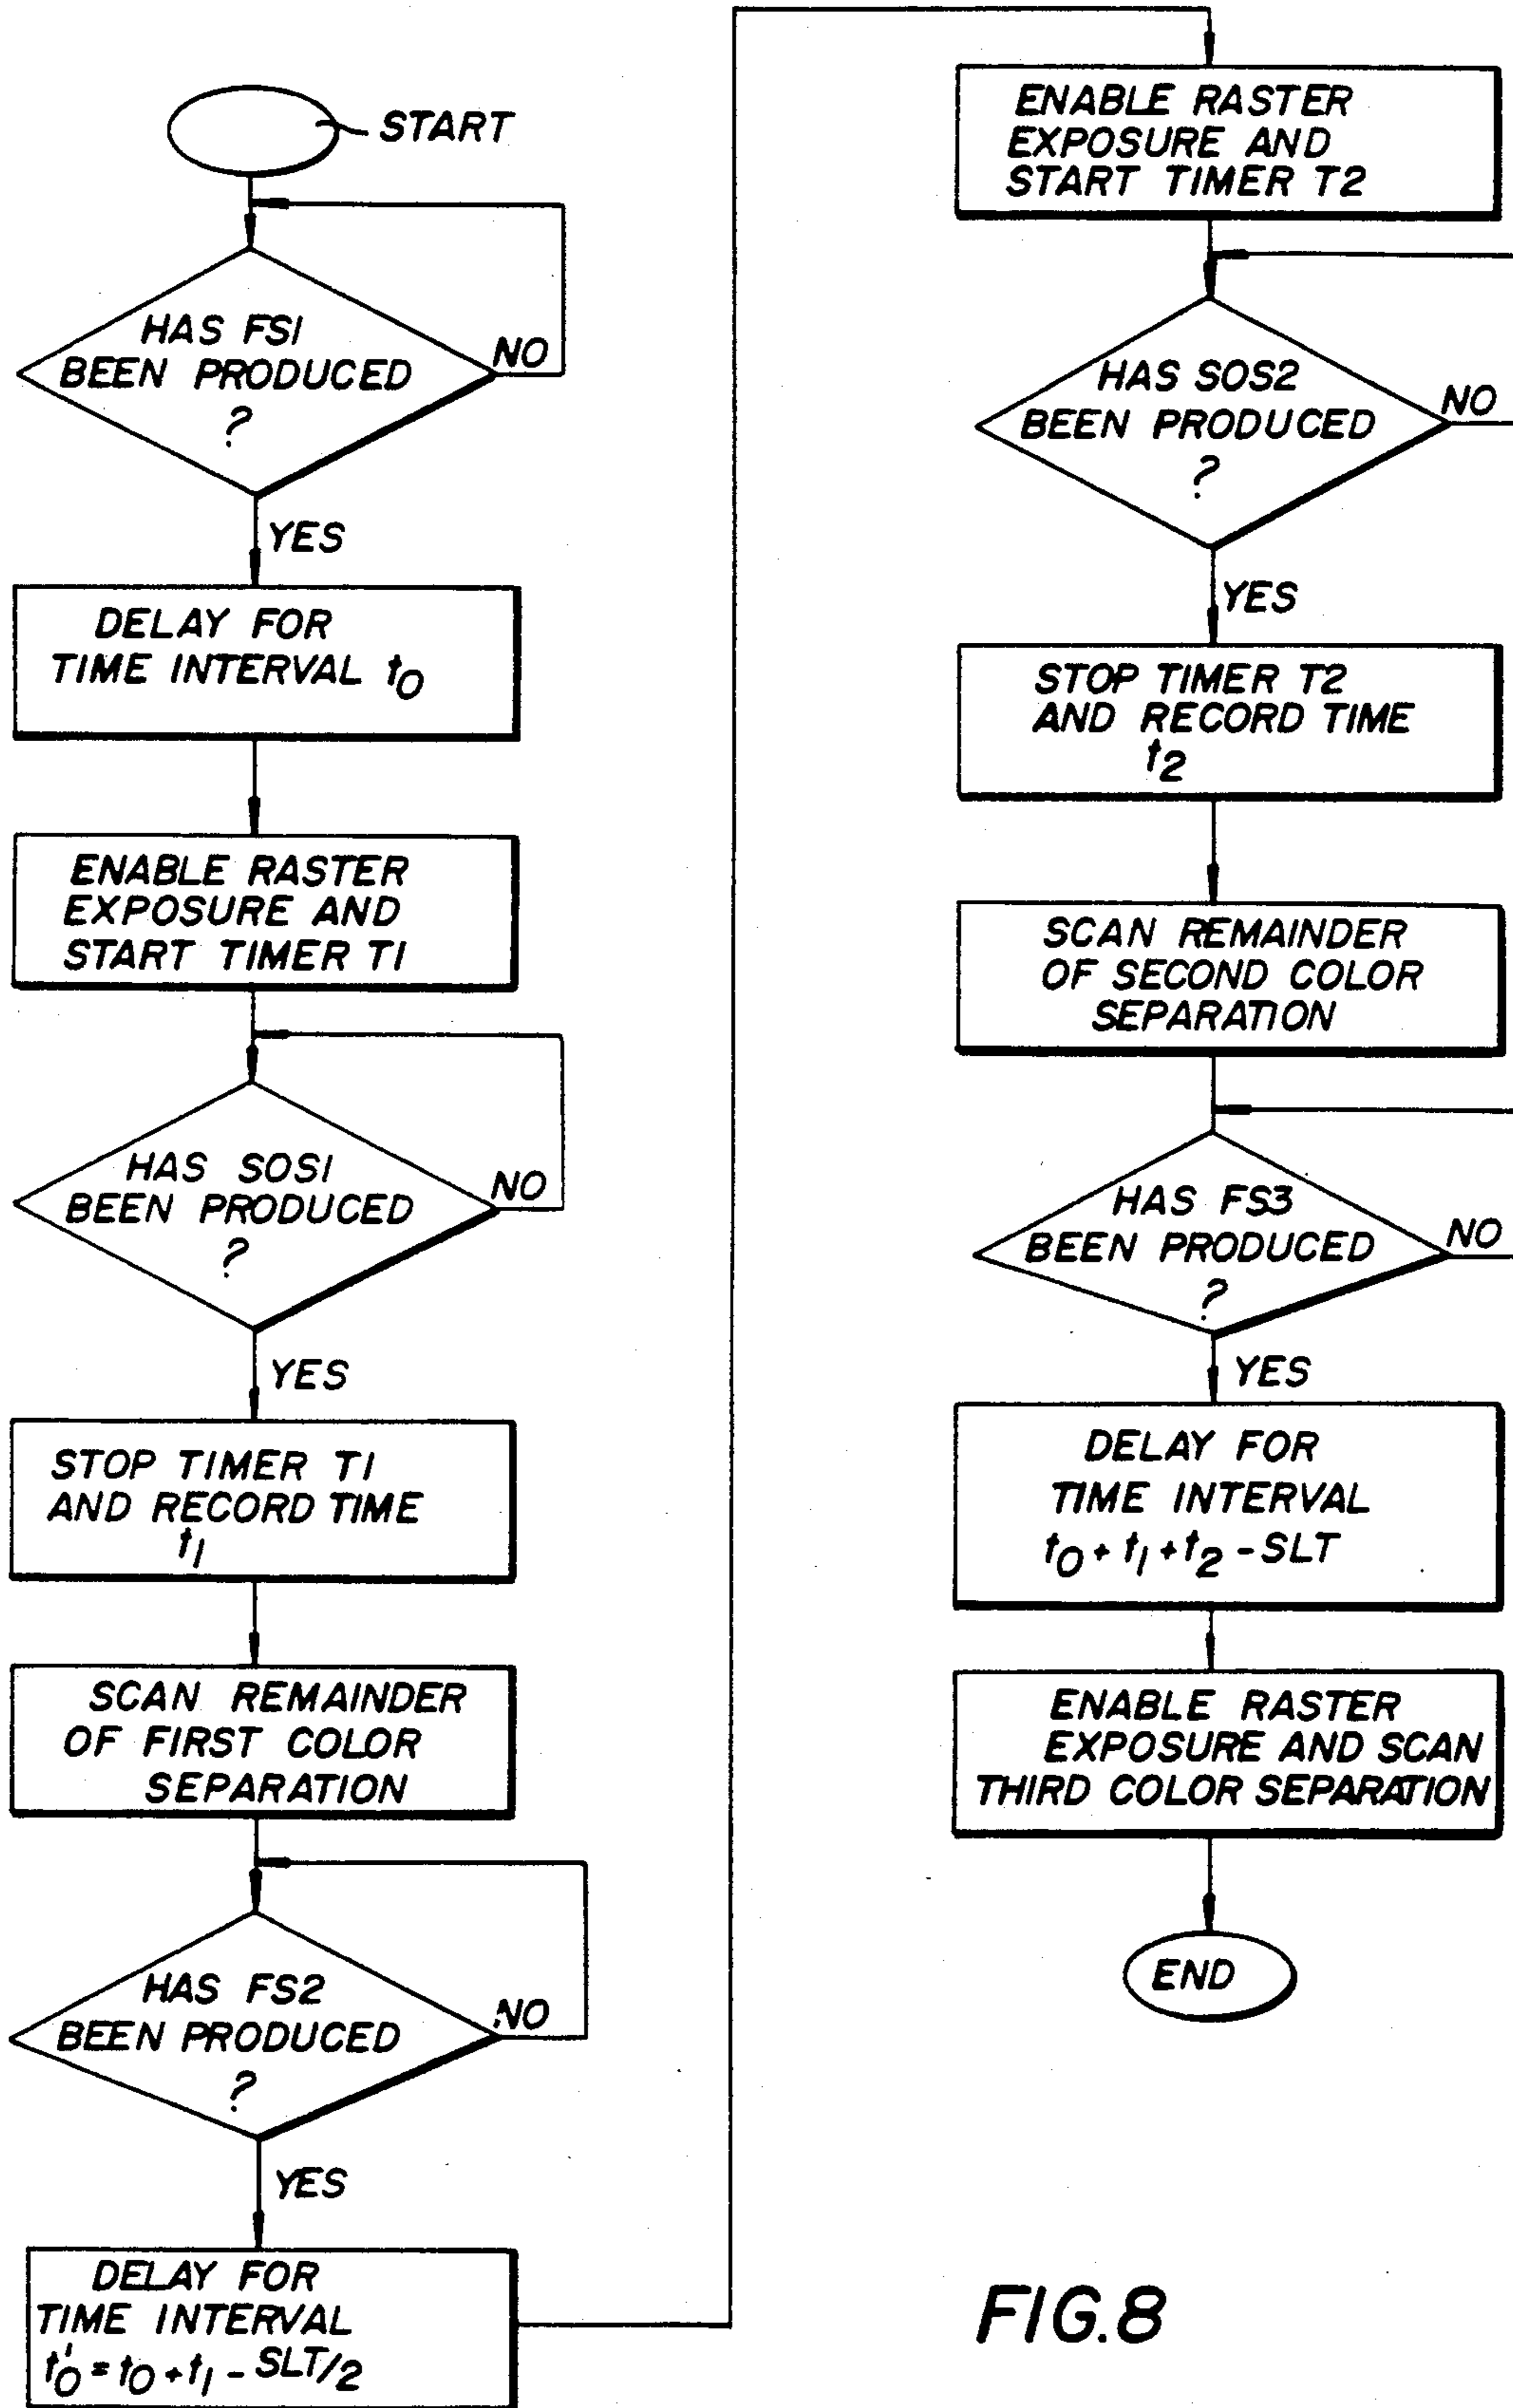 START
HAS FS1
BEEN PRODUCED
?
NO
YES
DELAY FOR
TIME INTERVAL t0
ENABLE RASTER
EXPOSURE AND
START TIMER T1
HAS SOS1
BEEN PRODUCED
?
NO
YES
STOP TIMER T1
AND RECORD TIME
t1
SCAN REMAINDER
OF FIRST COLOR
SEPARATION
HAS FS2
BEEN PRODUCED
?
NO
YES
DELAY FOR
TIME INTERVAL
t'0 = t0 + t1 - SLT/2
ENABLE RASTER
EXPOSURE AND
START TIMER T2
HAS SOS2
BEEN PRODUCED
?
NO
YES
STOP TIMER T2
AND RECORD TIME
t2
SCAN REMAINDER
OF SECOND COLOR
SEPARATION
HAS FS3
BEEN PRODUCED
?
NO
YES
DELAY FOR
TIME INTERVAL
t0 + t1 + t2 - SLT
ENABLE RASTER
EXPOSURE AND SCAN
THIRD COLOR SEPARATION
END
FIG.8